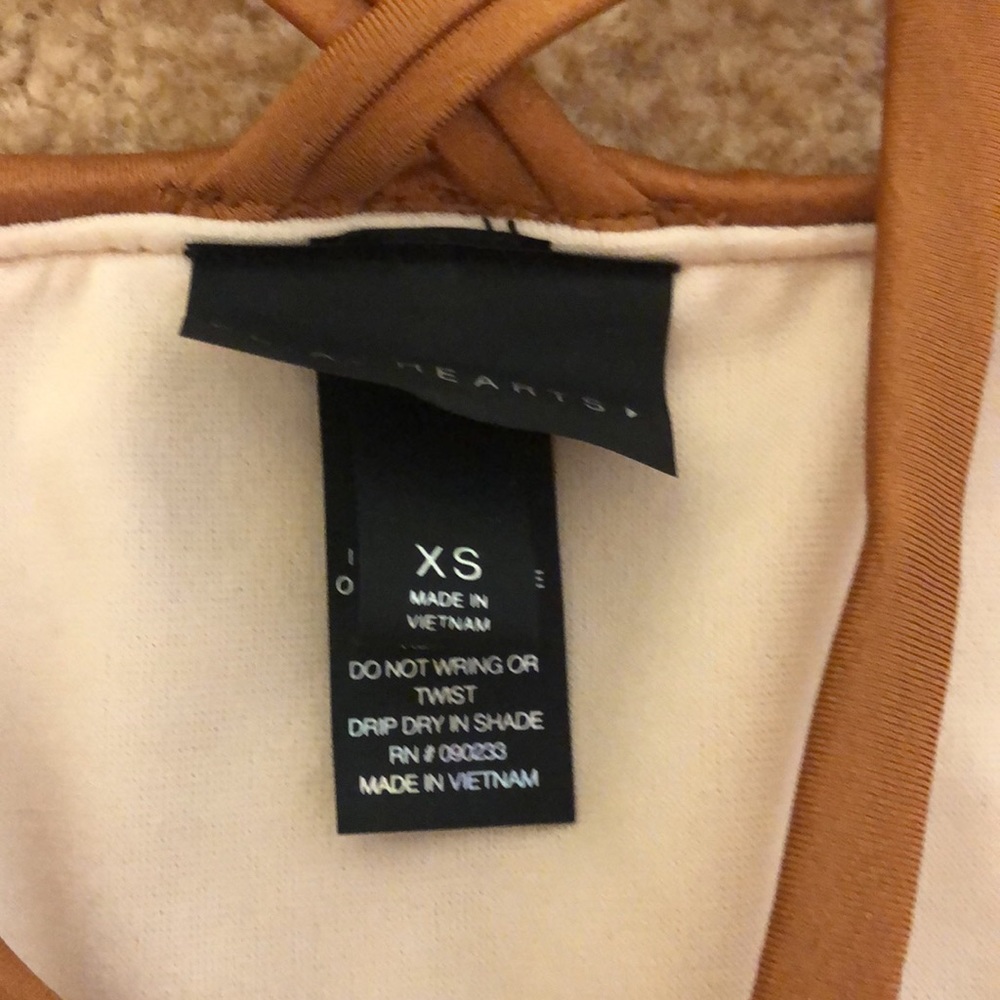 HEARTS
XS
MADE IN
VIETNAM
DO NOT WRING OR
TWIST
DRIP DRY IN SHADE
RN # 090233
MADE IN VIETNAM